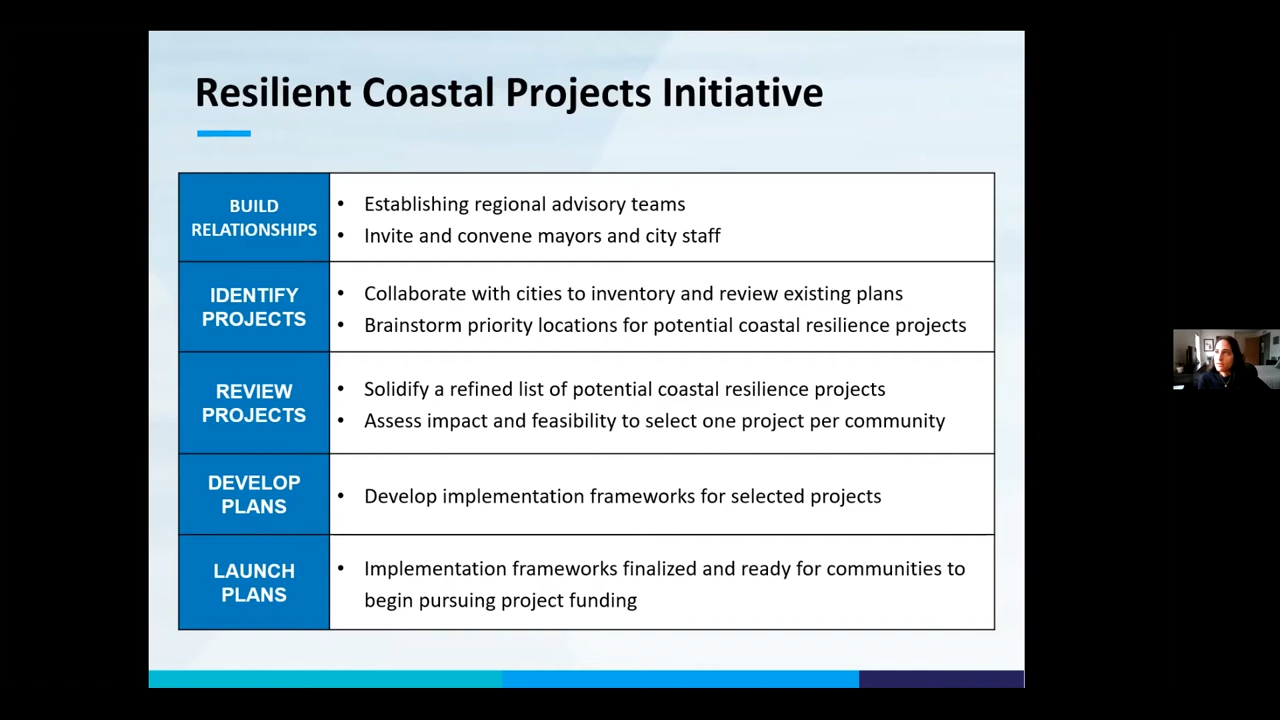 Resilient Coastal Projects Initiative
BUILD
RELATIONSHIPS
• Establishing regional advisory teams
• Invite and convene mayors and city staff
IDENTIFY
PROJECTS
• Collaborate with cities to inventory and review existing plans
• Brainstorm priority locations for potential coastal resilience projects
REVIEW
PROJECTS
• Solidify a refined list of potential coastal resilience projects
• Assess impact and feasibility to select one project per community
DEVELOP
PLANS
• Develop implementation frameworks for selected projects
LAUNCH
PLANS
• Implementation frameworks finalized and ready for communities to
begin pursuing project funding